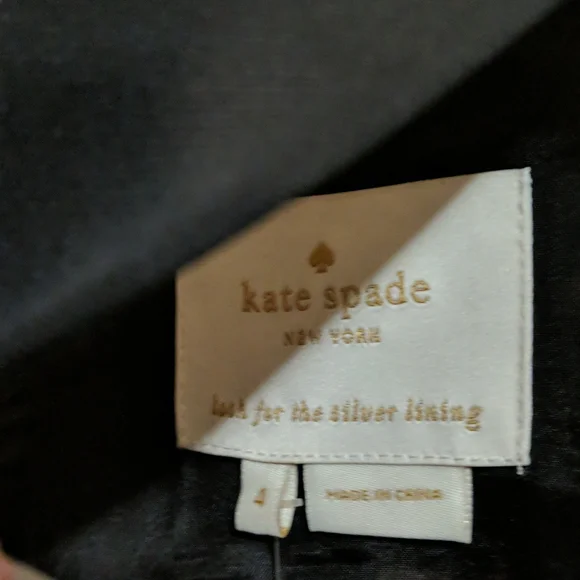 kate spade
NEW YORK
look for the silver lining
4
MADE IN CHINA